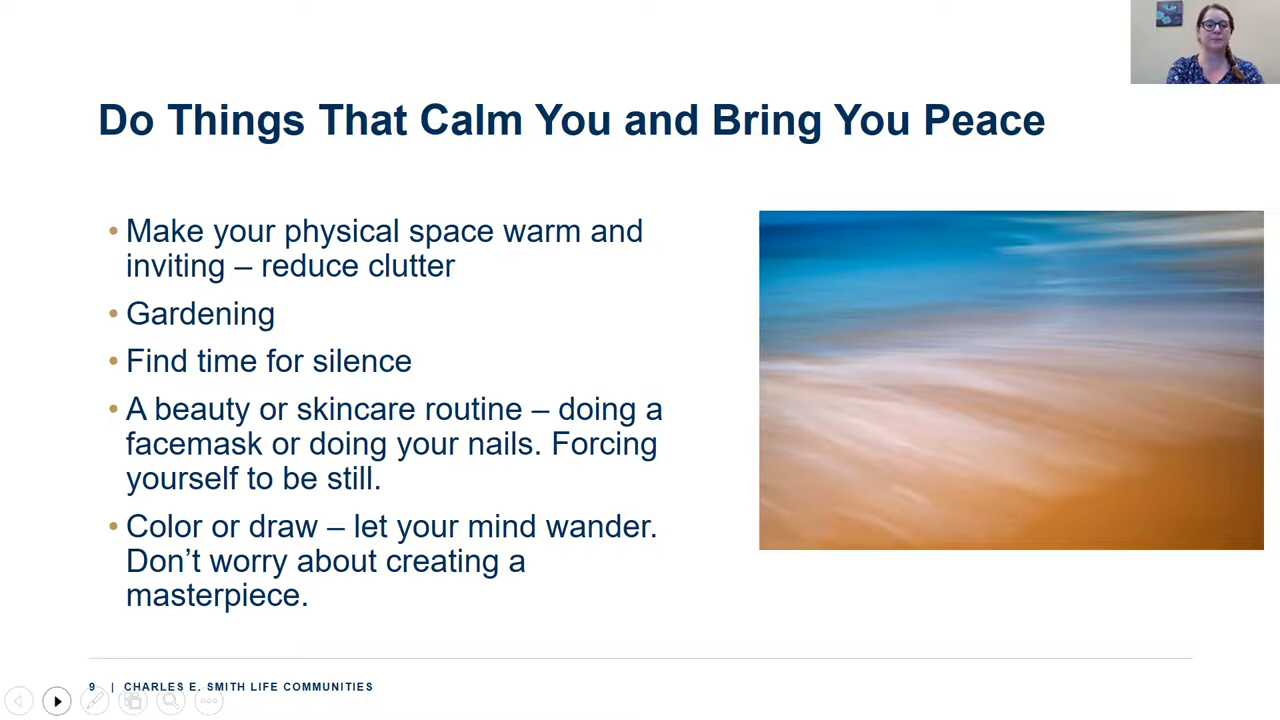 Do Things That Calm You and Bring You Peace
• Make your physical space warm and
inviting – reduce clutter
• Gardening
• Find time for silence
• A beauty or skincare routine – doing a
facemask or doing your nails. Forcing
yourself to be still.
• Color or draw – let your mind wander.
Don’t worry about creating a
masterpiece.
9 | CHARLES E. SMITH LIFE COMMUNITIES